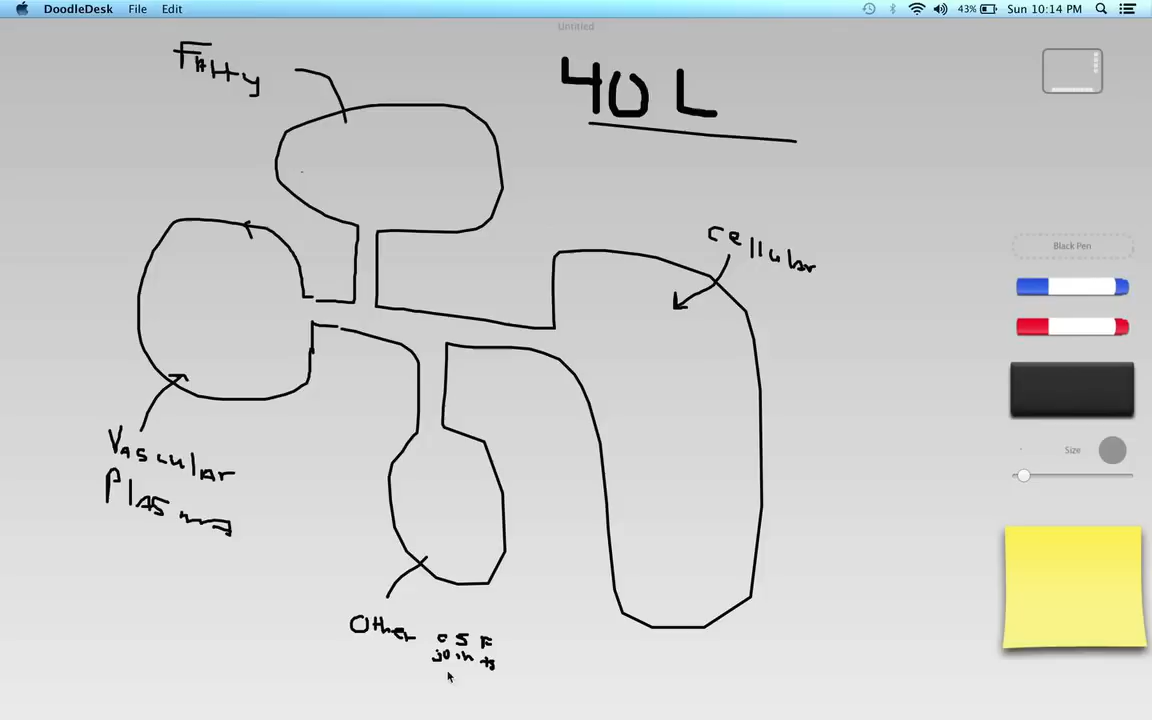 DoodleDesk File Edit 43% Sun 10:14 PM
Untitled
Fatty
40 L
cellular
Black Pen
Vascular
Plasma
Size
Other CSF
joints